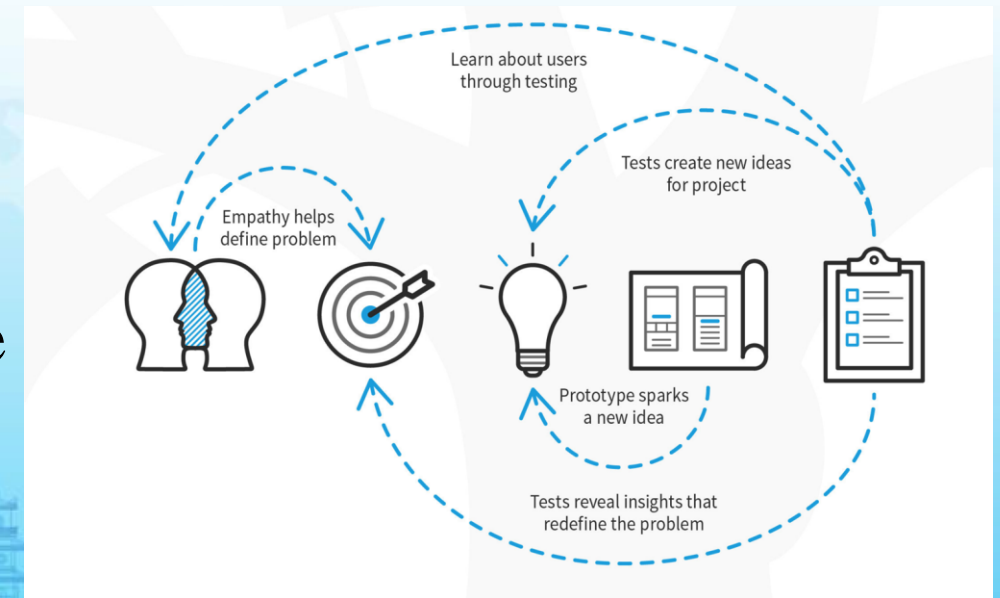 Learn about users
through testing
Tests create new ideas
for project
Empathy helps
define problem
Prototype sparks
a new idea
Tests reveal insights that
redefine the problem